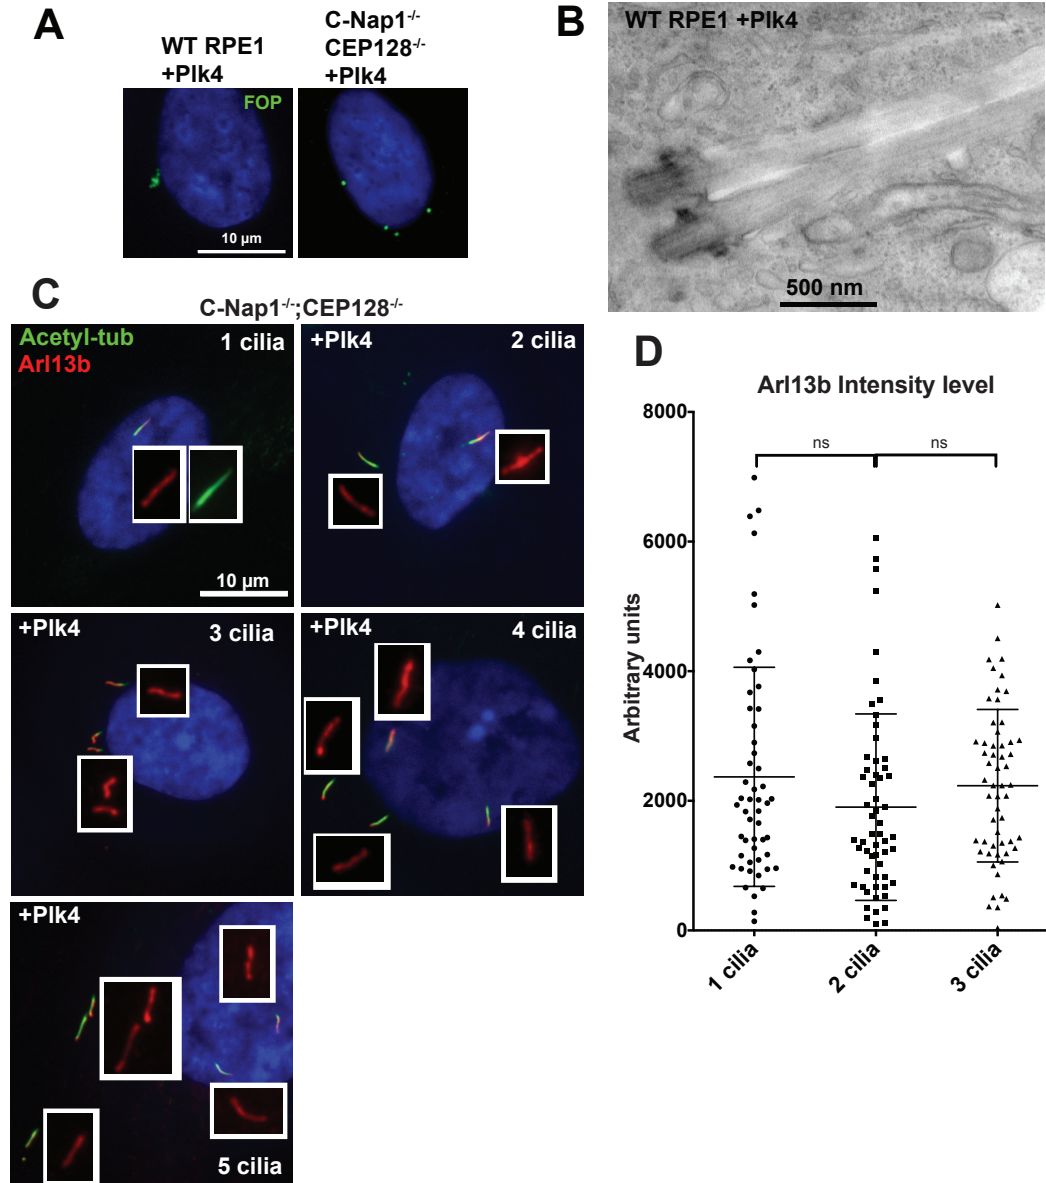 A
WT RPE1
+Plk4
C-Nap1-/-
CEP128-/-
+Plk4
FOP
10 µm
B
WT RPE1 +Plk4
500 nm
C
C-Nap1-/-;CEP128-/-
Acetyl-tub
Arl13b
1 cilia
10 µm
+Plk4
2 cilia
+Plk4
3 cilia
+Plk4
4 cilia
+Plk4
5 cilia
D
Arl13b Intensity level
Arbitrary units
8000
6000
4000
2000
0
ns
ns
1 cilia
2 cilia
3 cilia